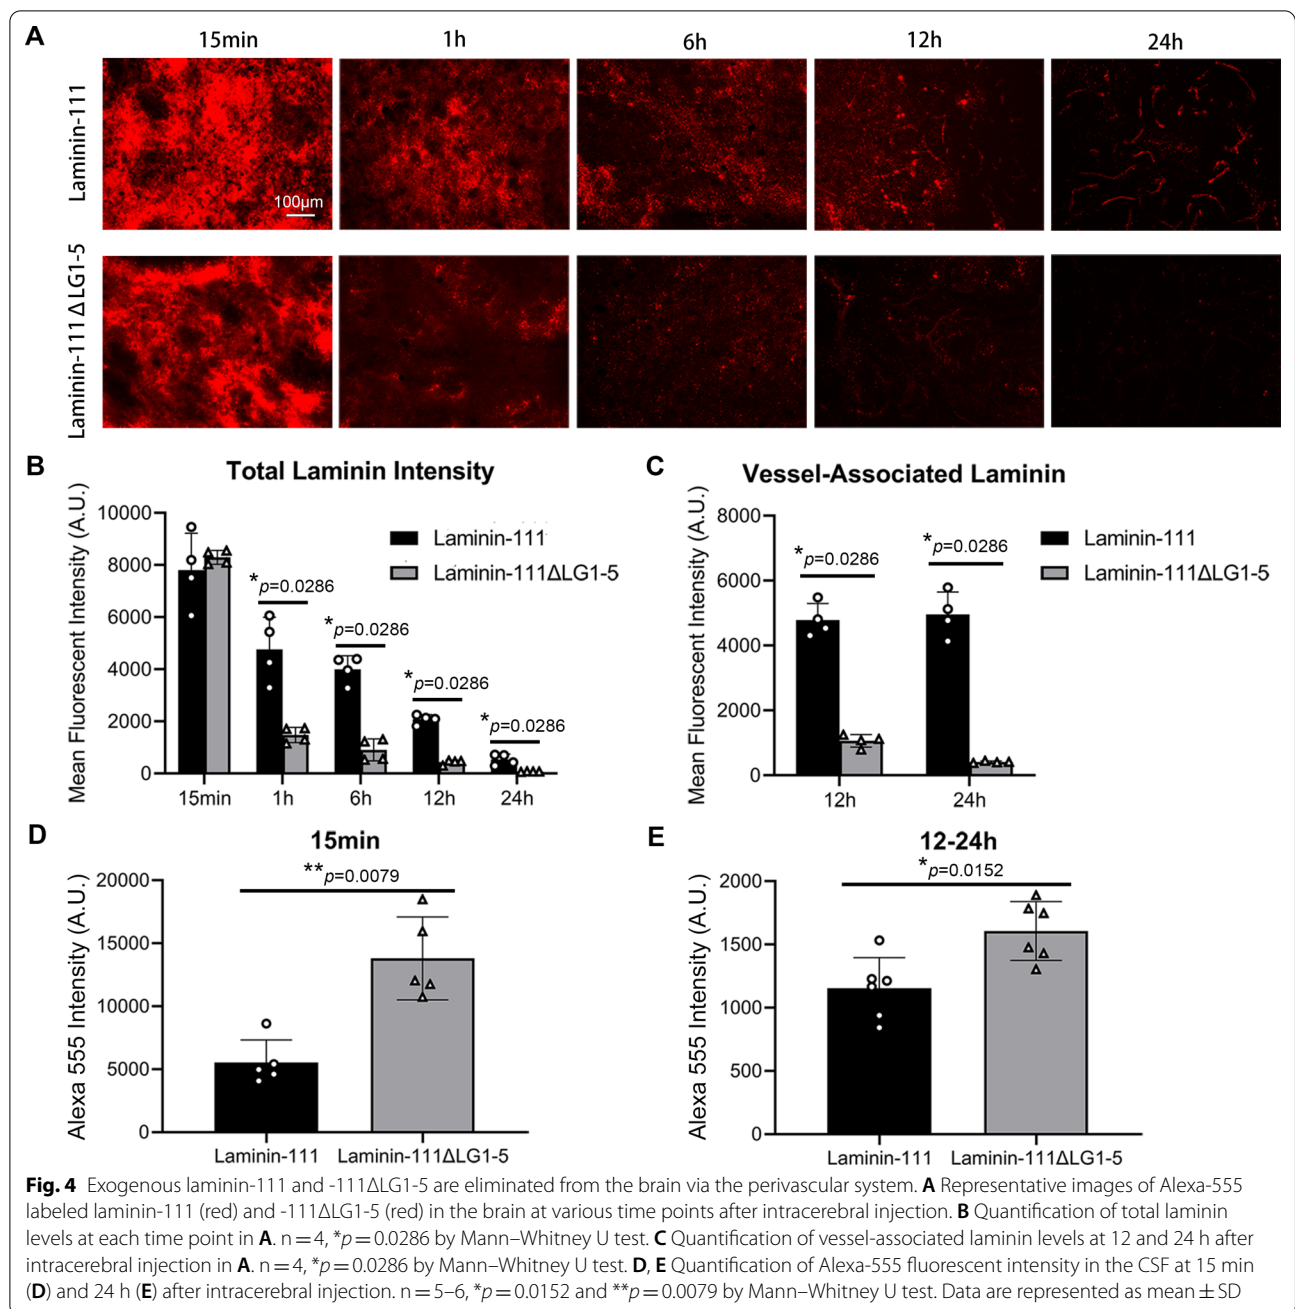 A
15min
1h
6h
12h
24h
Laminin-111
100µm
Laminin-111 Δ LG1-5
B
Total Laminin Intensity
Mean Fluorescent Intensity (A.U.)
10000
8000
6000
4000
2000
0
Laminin-111
Laminin-111ΔLG1-5
*p=0.0286
*p=0.0286
*p=0.0286
*p=0.0286
15min
1h
6h
12h
24h
C
Vessel-Associated Laminin
Mean Fluorescent Intensity (A.U.)
8000
6000
4000
2000
0
Laminin-111
Laminin-111ΔLG1-5
*p=0.0286
*p=0.0286
12h
24h
D
15min
Alexa 555 Intensity (A.U.)
20000
15000
10000
5000
0
**p=0.0079
Laminin-111
Laminin-111ΔLG1-5
E
12-24h
Alexa 555 Intensity (A.U.)
2000
1500
1000
500
0
*p=0.0152
Laminin-111
Laminin-111ΔLG1-5
Fig. 4 Exogenous laminin-111 and -111ΔLG1-5 are eliminated from the brain via the perivascular system. A Representative images of Alexa-555
labeled laminin-111 (red) and -111ΔLG1-5 (red) in the brain at various time points after intracerebral injection. B Quantification of total laminin
levels at each time point in A. n = 4, *p = 0.0286 by Mann–Whitney U test. C Quantification of vessel-associated laminin levels at 12 and 24 h after
intracerebral injection in A. n = 4, *p = 0.0286 by Mann–Whitney U test. D, E Quantification of Alexa-555 fluorescent intensity in the CSF at 15 min
(D) and 24 h (E) after intracerebral injection. n = 5–6, *p = 0.0152 and **p = 0.0079 by Mann–Whitney U test. Data are represented as mean ± SD